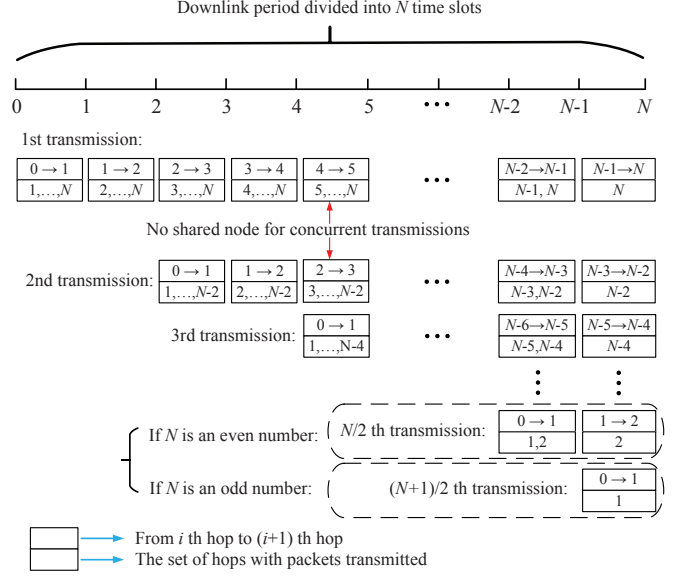 Downlink period divided into N time slots
0 1 2 3 4 5 ••• N-2 N-1 N
1st transmission:
0 → 1 1 → 2 2 → 3 3 → 4 4 → 5 ••• N-2→N-1 N-1→N
1,...,N 2,...,N 3,...,N 4,...,N 5,...,N N-1, N N
No shared node for concurrent transmissions
2nd transmission: 0 → 1 1 → 2 2 → 3 ••• N-4→N-3 N-3→N-2
1,...,N-2 2,...,N-2 3,...,N-2 N-3,N-2 N-2
3rd transmission: 0 → 1 ••• N-6→N-5 N-5→N-4
1,...,N-4 N-5,N-4 N-4
If N is an even number: N/2 th transmission: 0 → 1 1 → 2
1,2 2
If N is an odd number: (N+1)/2 th transmission: 0 → 1
1
From i th hop to (i+1) th hop
The set of hops with packets transmitted